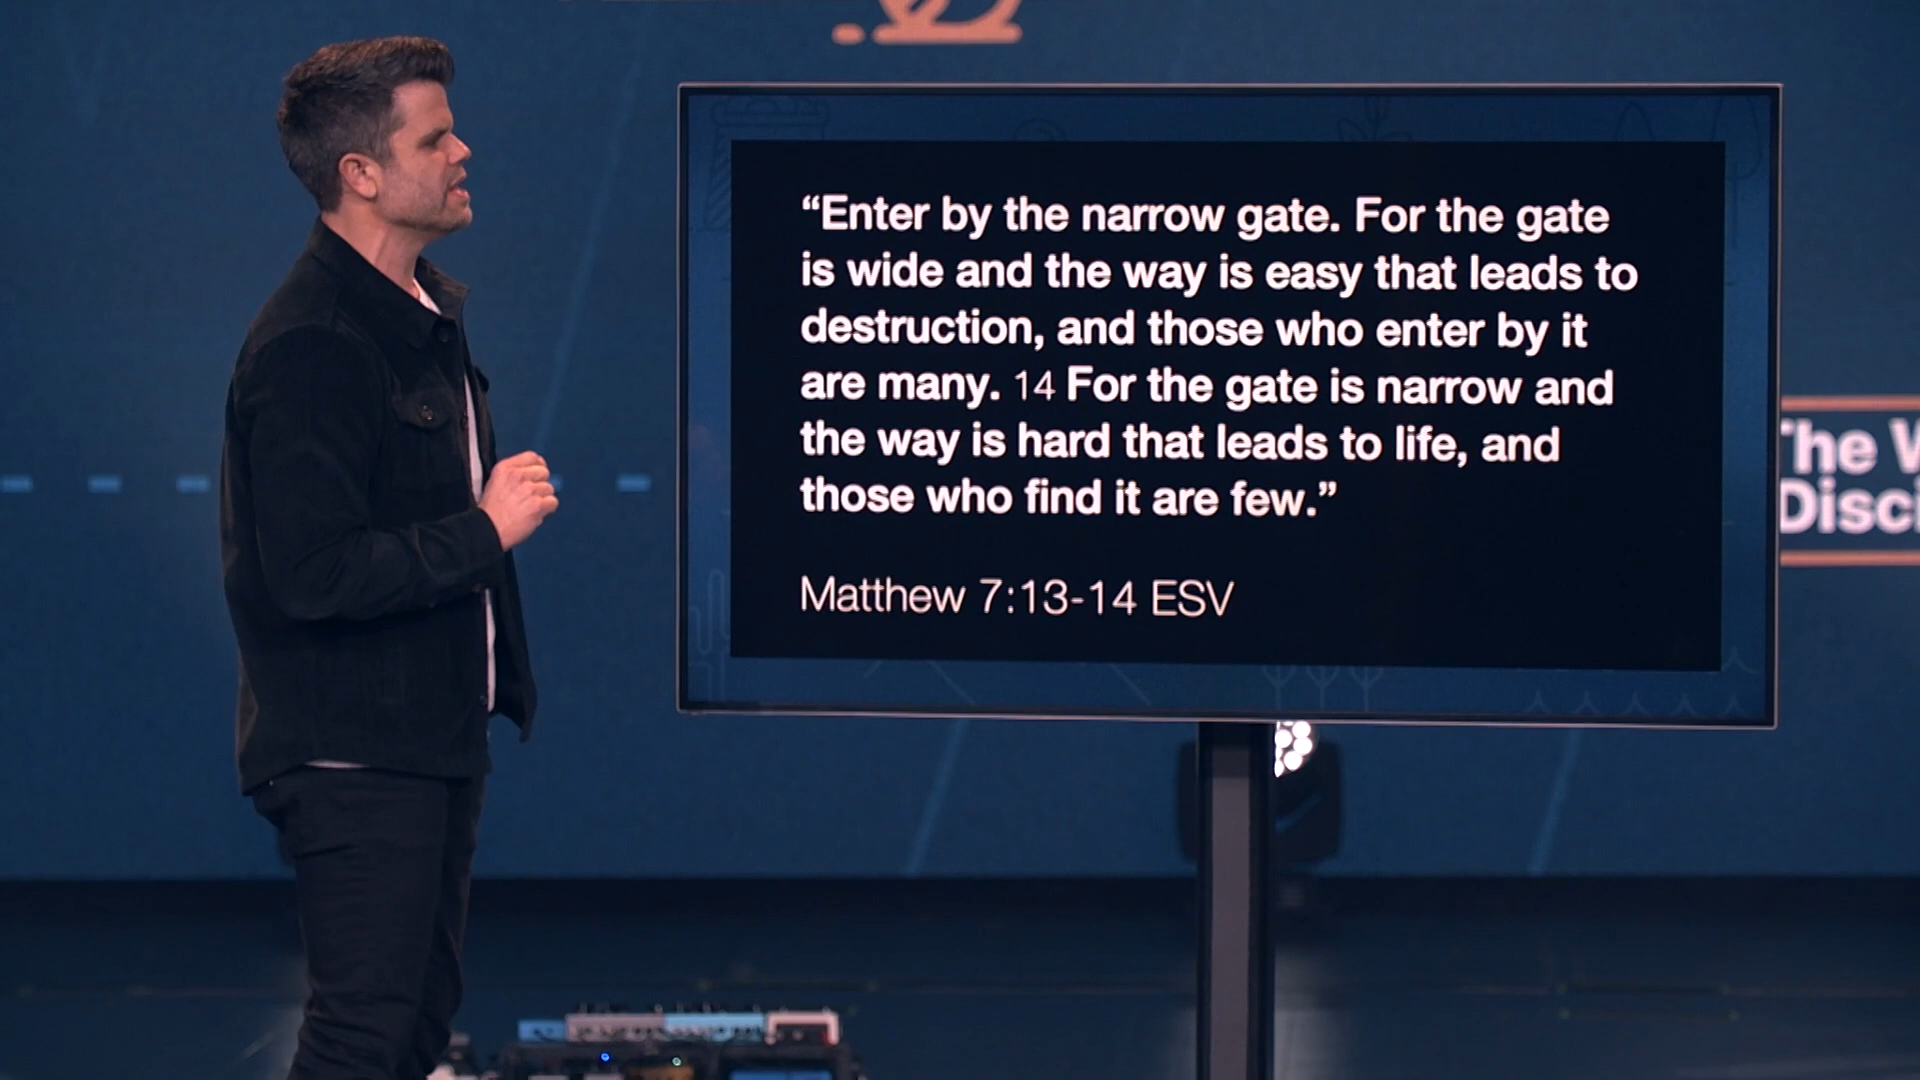 “Enter by the narrow gate. For the gate
is wide and the way is easy that leads to
destruction, and those who enter by it
are many. 14 For the gate is narrow and
the way is hard that leads to life, and
those who find it are few.”
Matthew 7:13-14 ESV
The